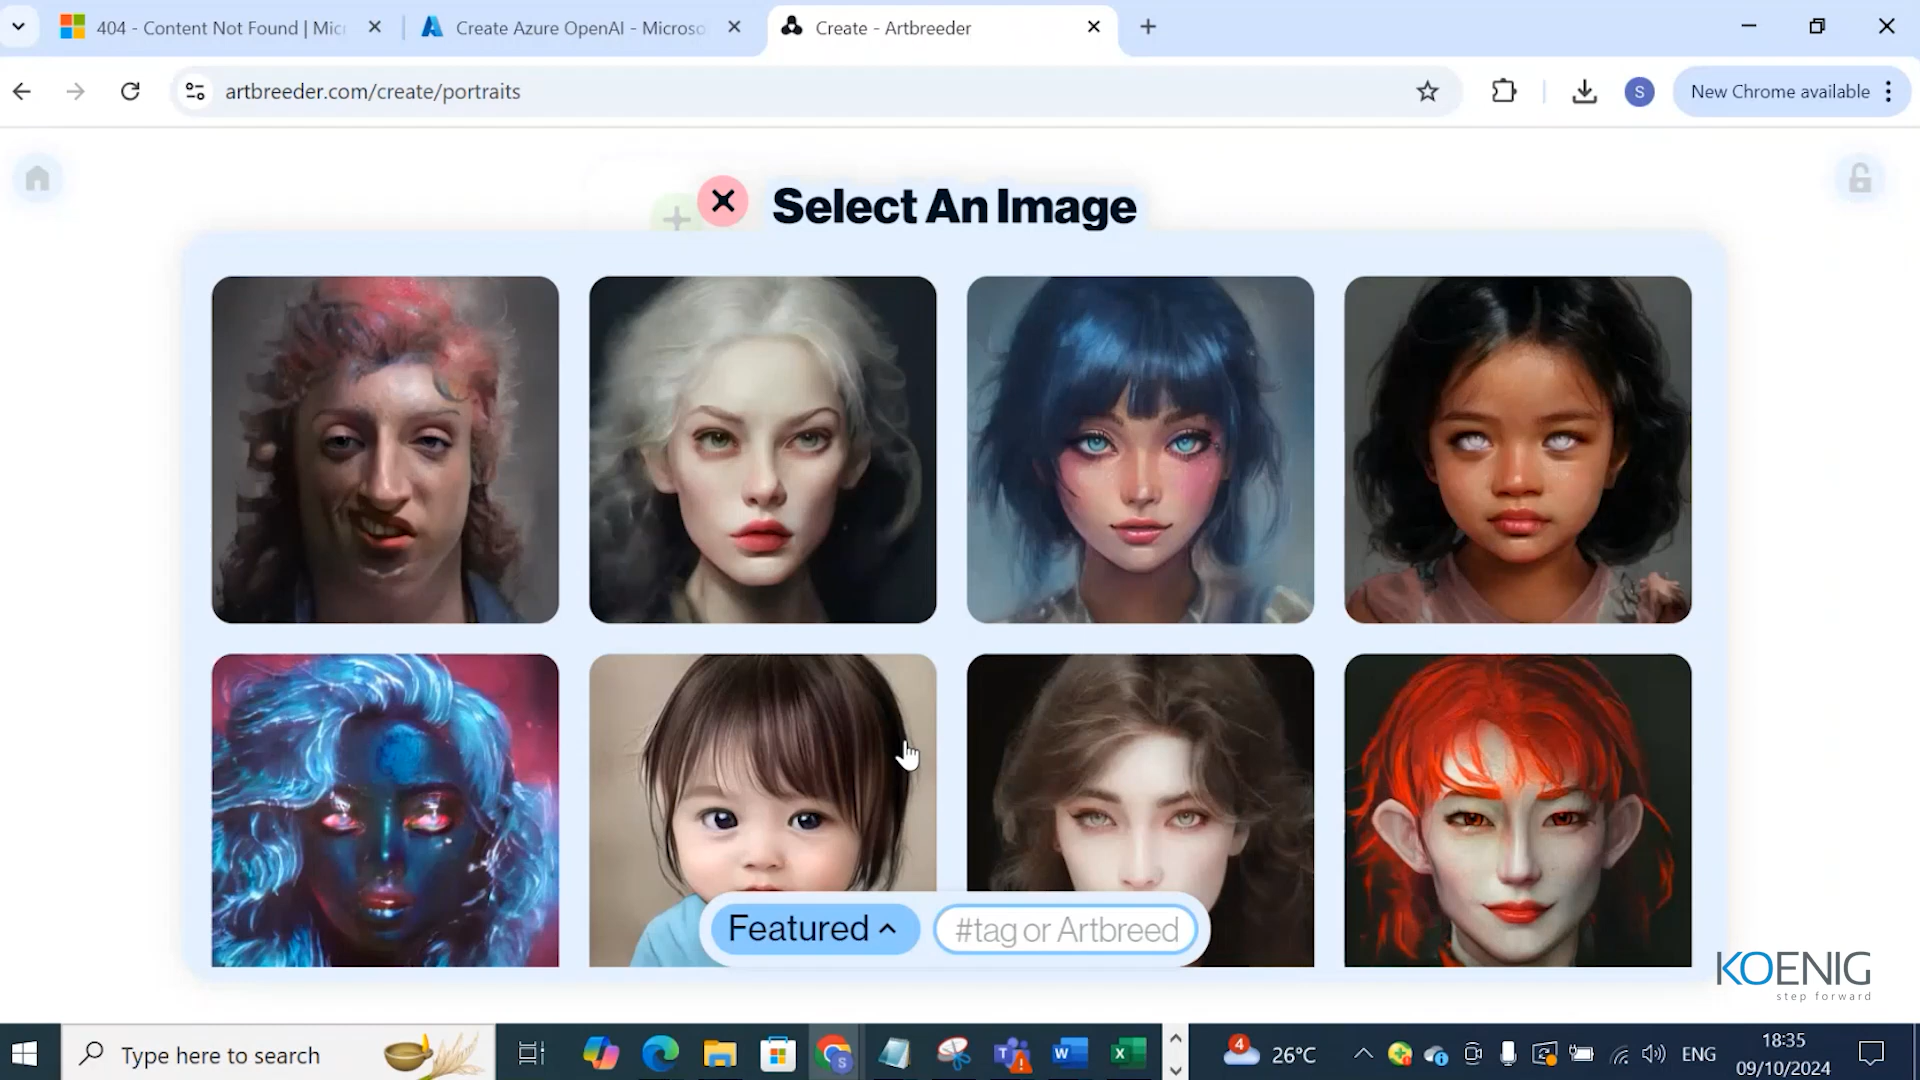 404 - Content Not Found | Mic
Create Azure OpenAI - Microso
Create - Artbreeder
artbreeder.com/create/portraits
S
New Chrome available
Select An Image
Featured
#tag or Artbreed
KOENIG
step forward
Type here to search
S
W
X
4
26°C
ENG
18:35
09/10/2024